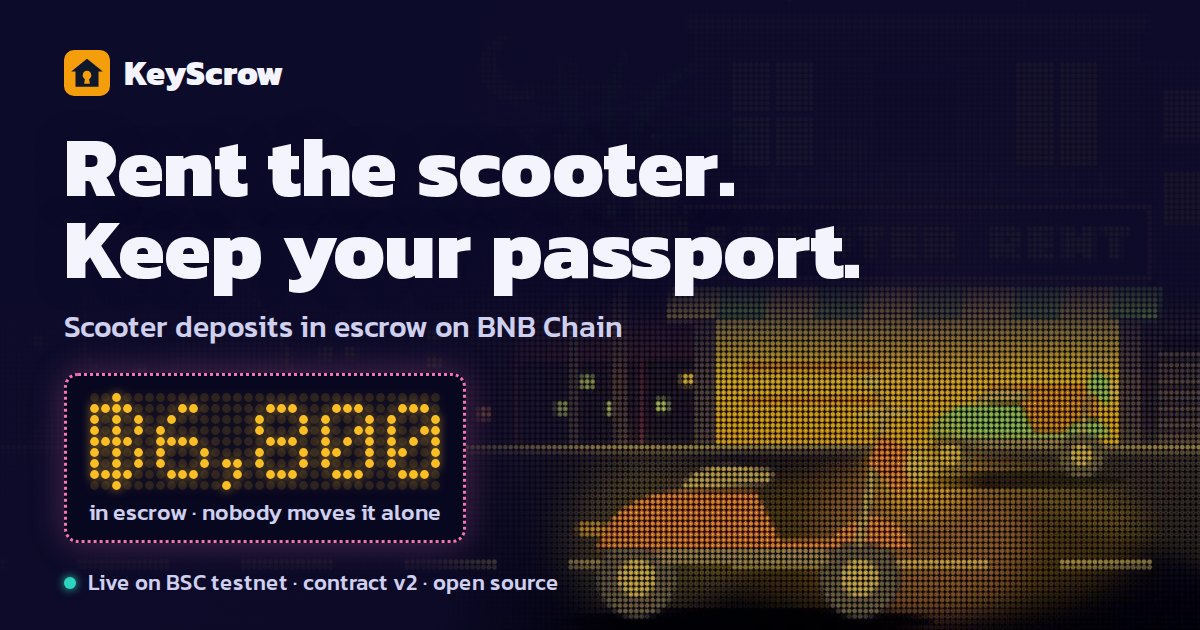 KeyScrow
Rent the scooter.
Keep your passport.
Scooter deposits in escrow on BNB Chain
฿6,800
in escrow · nobody moves it alone
Live on BSC testnet · contract v2 · open source